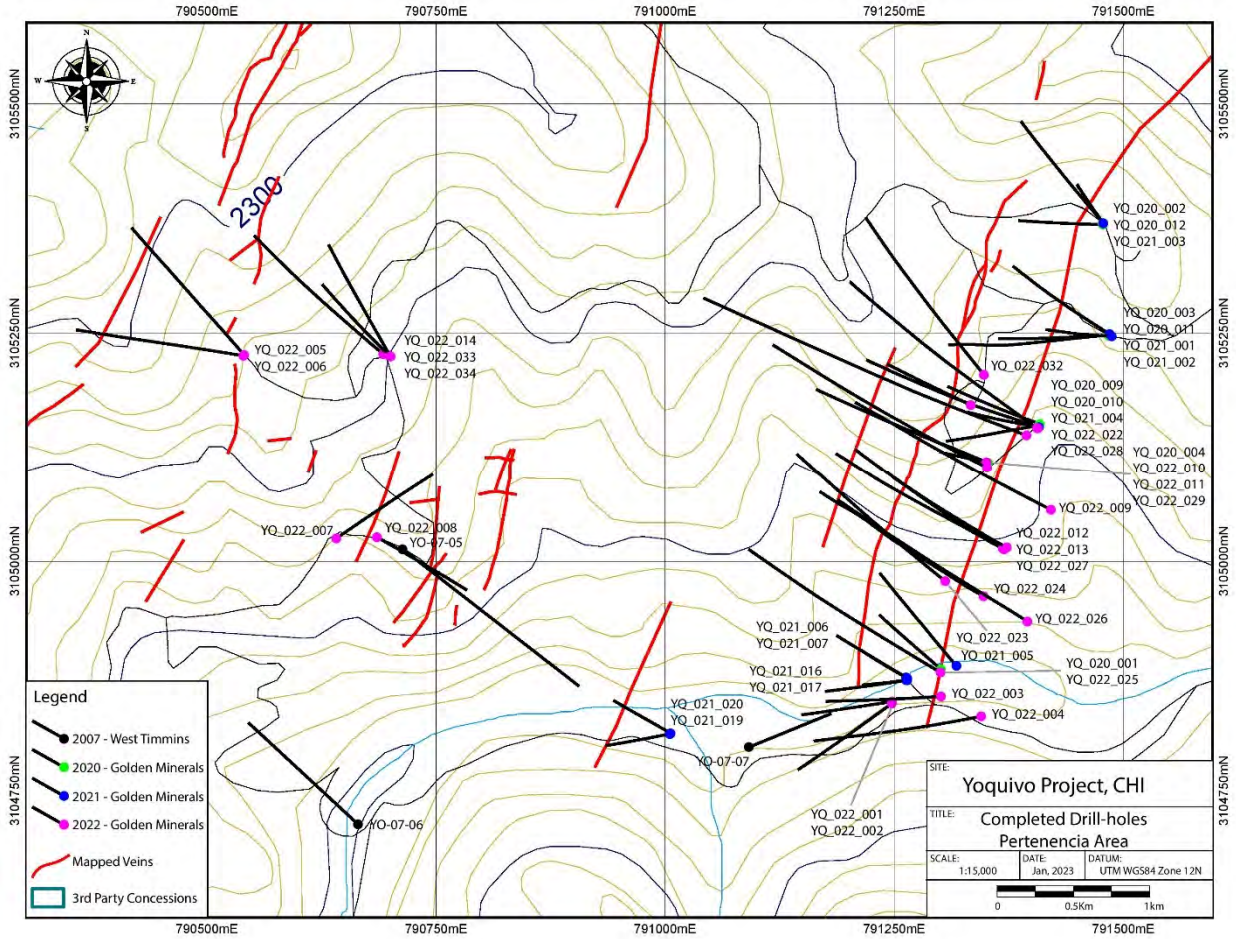 790500mE
790750mE
791000mE
791250mE
791500mE
N
W
E
S
3105500mN
3105500mN
2300
YQ_020_002
YQ_020_012
YQ_021_003
3105250mN
3105250mN
YQ_020_003
YQ_020_011
YQ_021_001
YQ_021_002
YQ_022_005
YQ_022_006
YQ_022_014
YQ_022_033
YQ_022_034
YQ_022_032
YQ_020_009
YQ_020_010
YQ_021_004
YQ_022_022
YQ_022_028
YQ_020_004
YQ_022_010
YQ_022_011
YQ_022_029
YQ_022_009
YQ_022_007
YQ_022_008
YO-07-05
3105000mN
3105000mN
YQ_022_012
YQ_022_013
YQ_022_027
YQ_022_024
YQ_022_026
YQ_021_006
YQ_021_007
YQ_022_023
YQ_021_005
YQ_020_001
YQ_022_025
YQ_021_016
YQ_021_017
YQ_022_003
YQ_022_004
YQ_021_020
YQ_021_019
YO-07-07
YO-07-06
YQ_022_001
YQ_022_002
3104750mN
3104750mN
Legend
2007 - West Timmins
2020 - Golden Minerals
2021 - Golden Minerals
2022 - Golden Minerals
Mapped Veins
3rd Party Concessions
SITE:
Yoquivo Project, CHI
TITLE:
Completed Drill-holes
Pertenencia Area
SCALE:
1:15,000
DATE:
Jan, 2023
DATUM:
UTM WGS84 Zone 12N
0
0.5Km
1km
790500mE
790750mE
791000mE
791250mE
791500mE